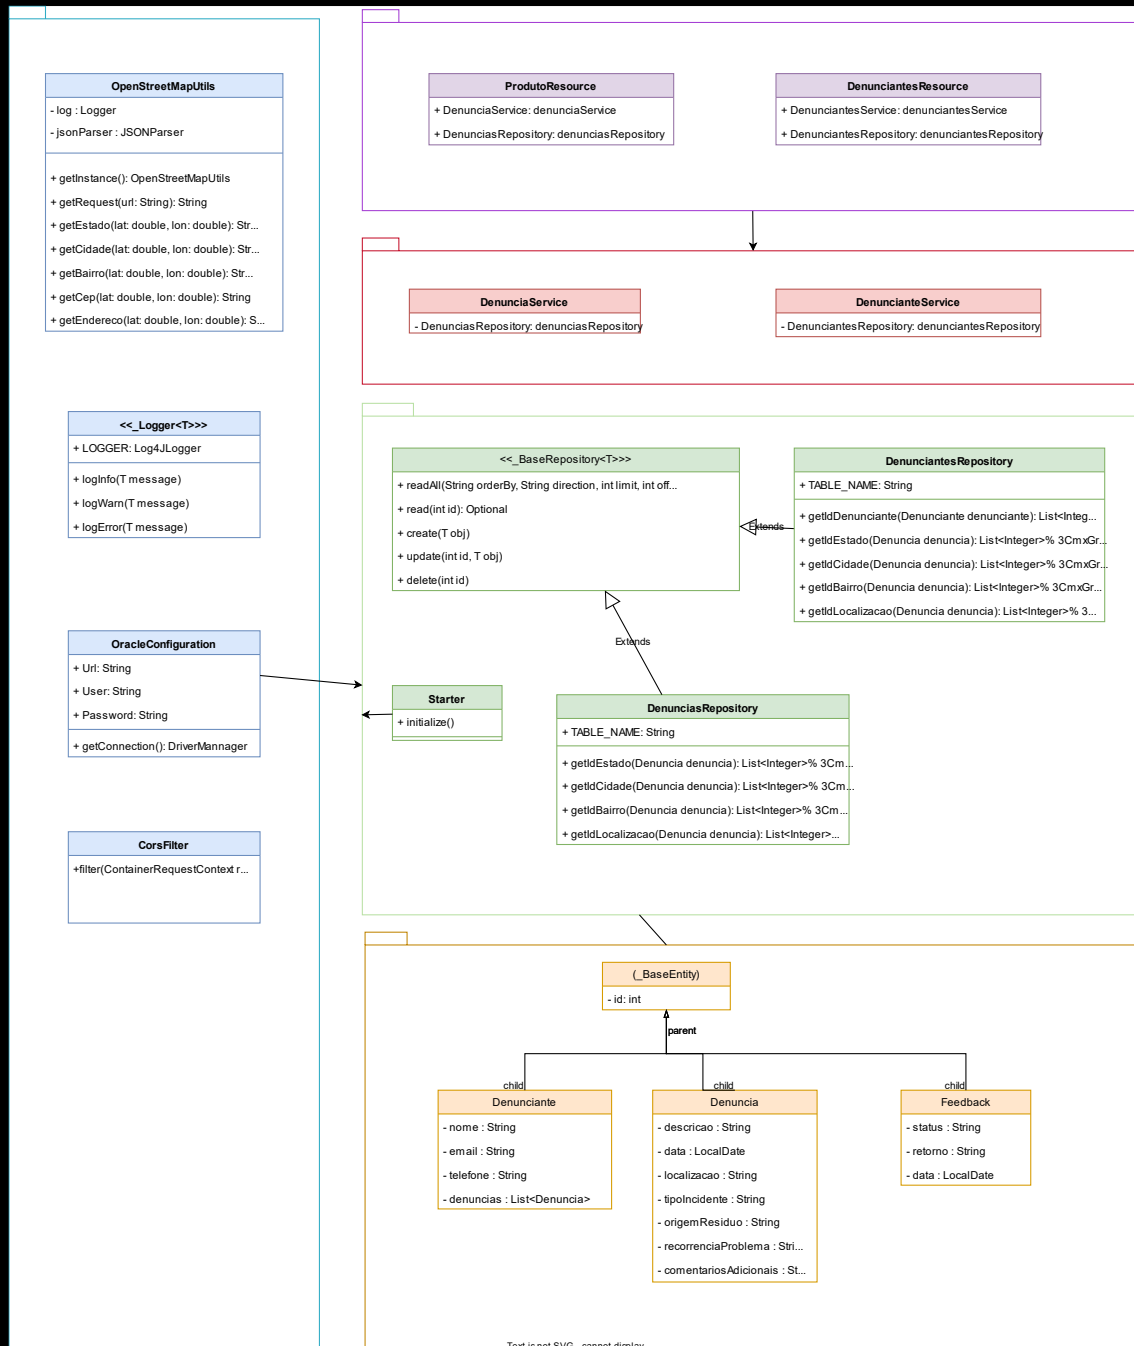 OpenStreetMapUtils
- log : Logger
- jsonParser : JSONParser
+ getInstance(): OpenStreetMapUtils
+ getRequest(url: String): String
+ getEstado(lat: double, lon: double): Str...
+ getCidade(lat: double, lon: double): Str...
+ getBairro(lat: double, lon: double): Str...
+ getCep(lat: double, lon: double): String
+ getEndereco(lat: double, lon: double): S...
<<_Logger<T>>>
+ LOGGER: Log4JLogger
+ logInfo(T message)
+ logWarn(T message)
+ logError(T message)
OracleConfiguration
+ Url: String
+ User: String
+ Password: String
+ getConnection(): DriverMannager
CorsFilter
+filter(ContainerRequestContext r...
ProdutoResource
+ DenunciaService: denunciaService
+ DenunciasRepository: denunciasRepository
DenunciantesResource
+ DenunciantesService: denunciantesService
+ DenunciantesRepository: denunciantesRepository
DenunciaService
- DenunciasRepository: denunciasRepository
DenuncianteService
- DenunciantesRepository: denunciantesRepository
<<_BaseRepository<T>>>
+ readAll(String orderBy, String direction, int limit, int off...
+ read(int id): Optional
+ create(T obj)
+ update(int id, T obj)
+ delete(int id)
Extends
DenunciantesRepository
+ TABLE_NAME: String
+ getIdDenunciante(Denunciante denunciante): List<Integ...
+ getIdEstado(Denuncia denuncia): List<Integer>% 3CmxGr...
+ getIdCidade(Denuncia denuncia): List<Integer>% 3CmxGr...
+ getIdBairro(Denuncia denuncia): List<Integer>% 3CmxGr...
+ getIdLocalizacao(Denuncia denuncia): List<Integer>% 3...
Extends
Starter
+ initialize()
DenunciasRepository
+ TABLE_NAME: String
+ getIdEstado(Denuncia denuncia): List<Integer>% 3Cm...
+ getIdCidade(Denuncia denuncia): List<Integer>% 3Cm...
+ getIdBairro(Denuncia denuncia): List<Integer>% 3Cm...
+ getIdLocalizacao(Denuncia denuncia): List<Integer>...
(_BaseEntity)
- id: int
parent
child
child
child
Denunciante
- nome : String
- email : String
- telefone : String
- denuncias : List<Denuncia>
Denuncia
- descricao : String
- data : LocalDate
- localizacao : String
- tipoIncidente : String
- origemResiduo : String
- recorrenciaProblema : Stri...
- comentariosAdicionais : St...
Feedback
- status : String
- retorno : String
- data : LocalDate
Text is not SVG - cannot display